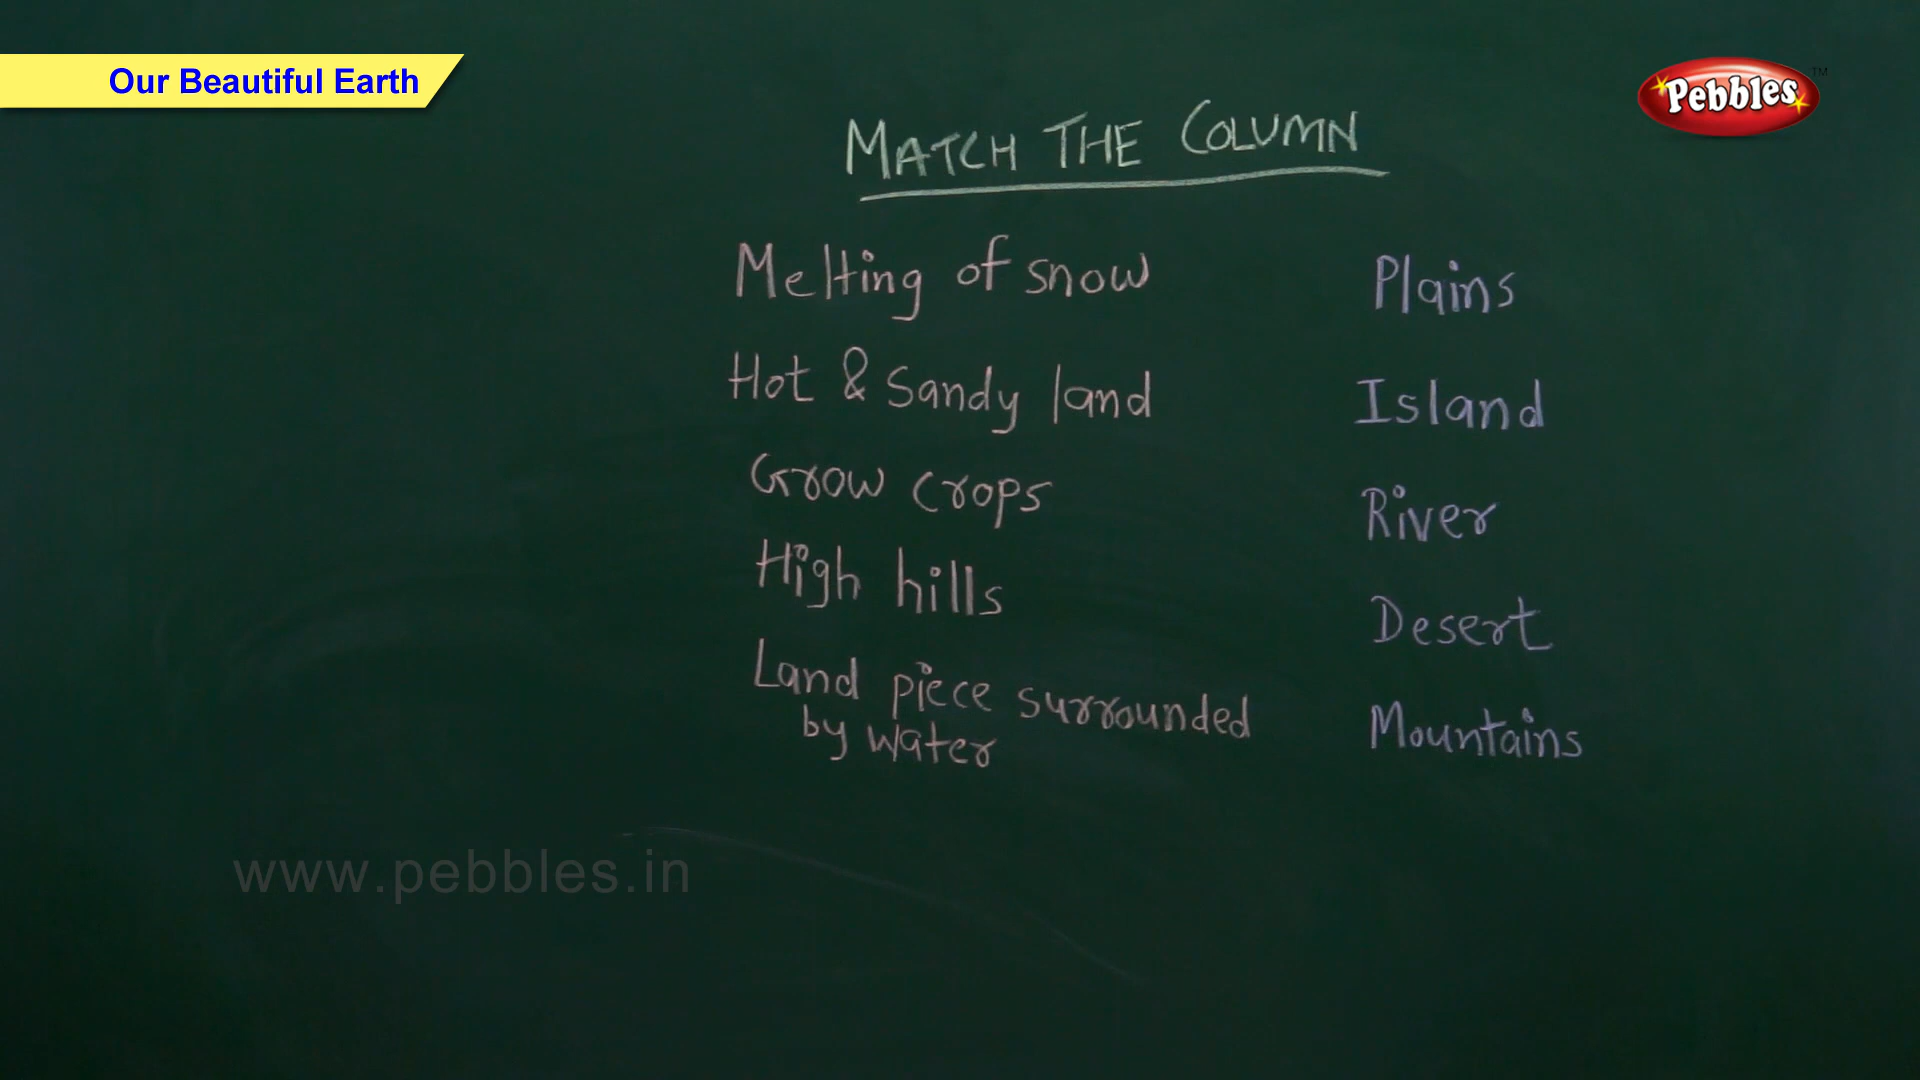 Our Beautiful Earth
Pebbles TM
MATCH THE COLUMN
Melting of snow
Plains
Hot & Sandy land
Island
Grow crops
River
High hills
Desert
Land piece surrounded
by water
Mountains
www.pebbles.in